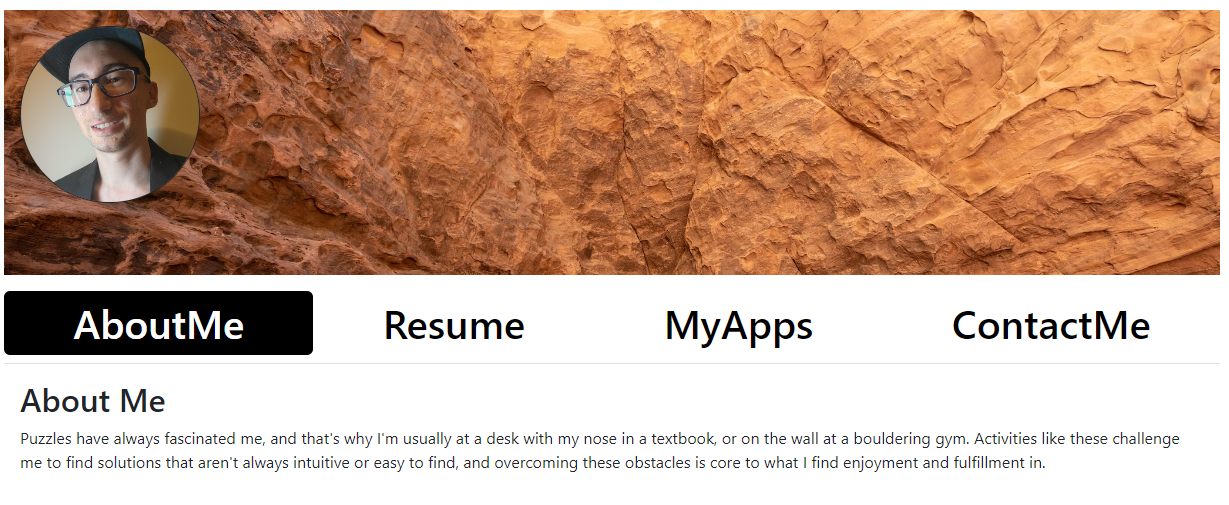 AboutMe Resume MyApps ContactMe
About Me
Puzzles have always fascinated me, and that's why I'm usually at a desk with my nose in a textbook, or on the wall at a bouldering gym. Activities like these challenge
me to find solutions that aren't always intuitive or easy to find, and overcoming these obstacles is core to what I find enjoyment and fulfillment in.